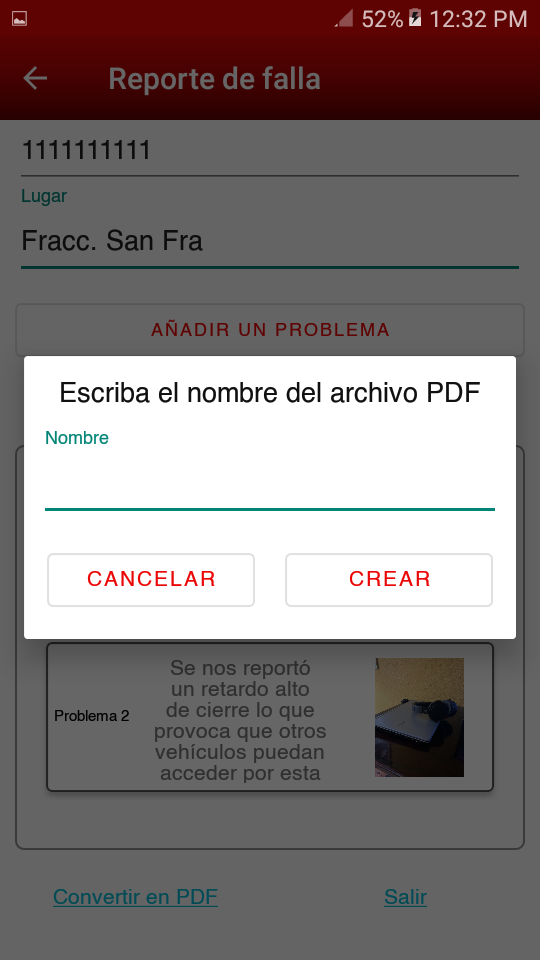 52% 12:32 PM
Reporte de falla
1111111111
Lugar
Fracc. San Fra
AÑADIR UN PROBLEMA
Escriba el nombre del archivo PDF
Nombre
CANCELAR CREAR
Problema 2
Se nos reportó
un retardo alto
de cierre lo que
provoca que otros
vehículos puedan
acceder por esta
Convertir en PDF Salir